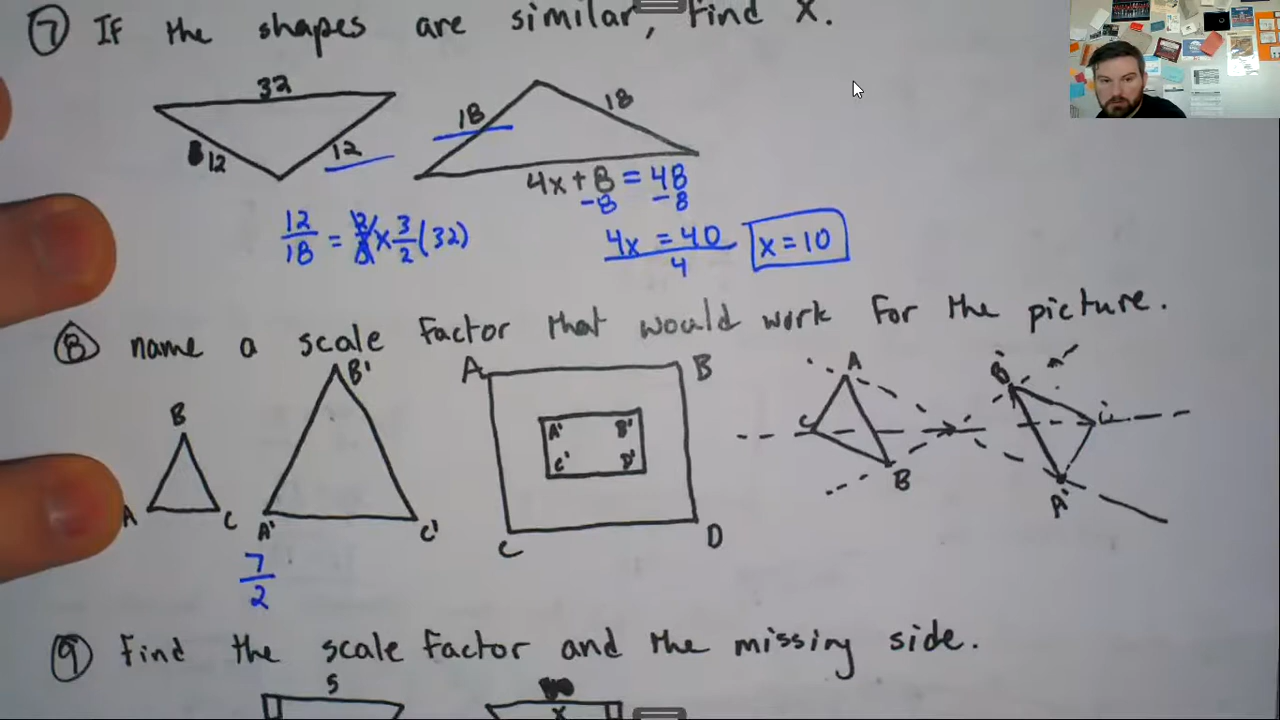 ⑦ If the shapes are similar, find x.
32
12
12
18
18
4x+8 = 48
-8 -8
12/18 = x 3/2 (32)
4x = 40
4
x = 10
⑧ name a scale factor that would work for the picture.
B
A
C
B'
A'
C'
7/2
A
B
A'
B'
C'
D'
C
D
A
C
B
B'
C'
A'
⑨ Find the scale factor and the missing side.
5
x